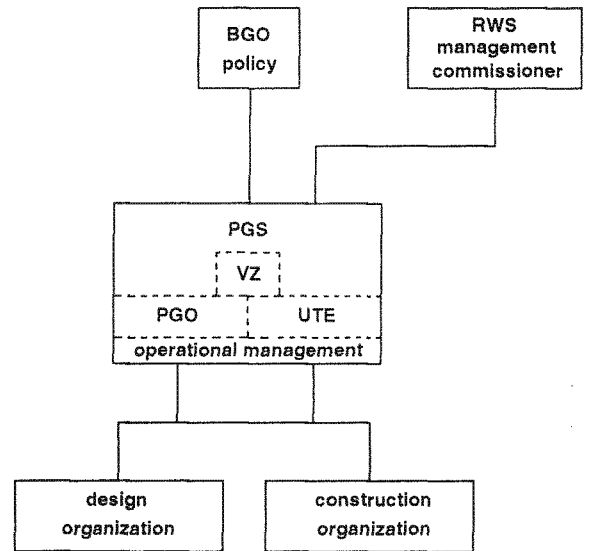 BGO
policy
RWS
management
commissioner
PGS
VZ
PGO
UTE
operational management
design
organization
construction
organization